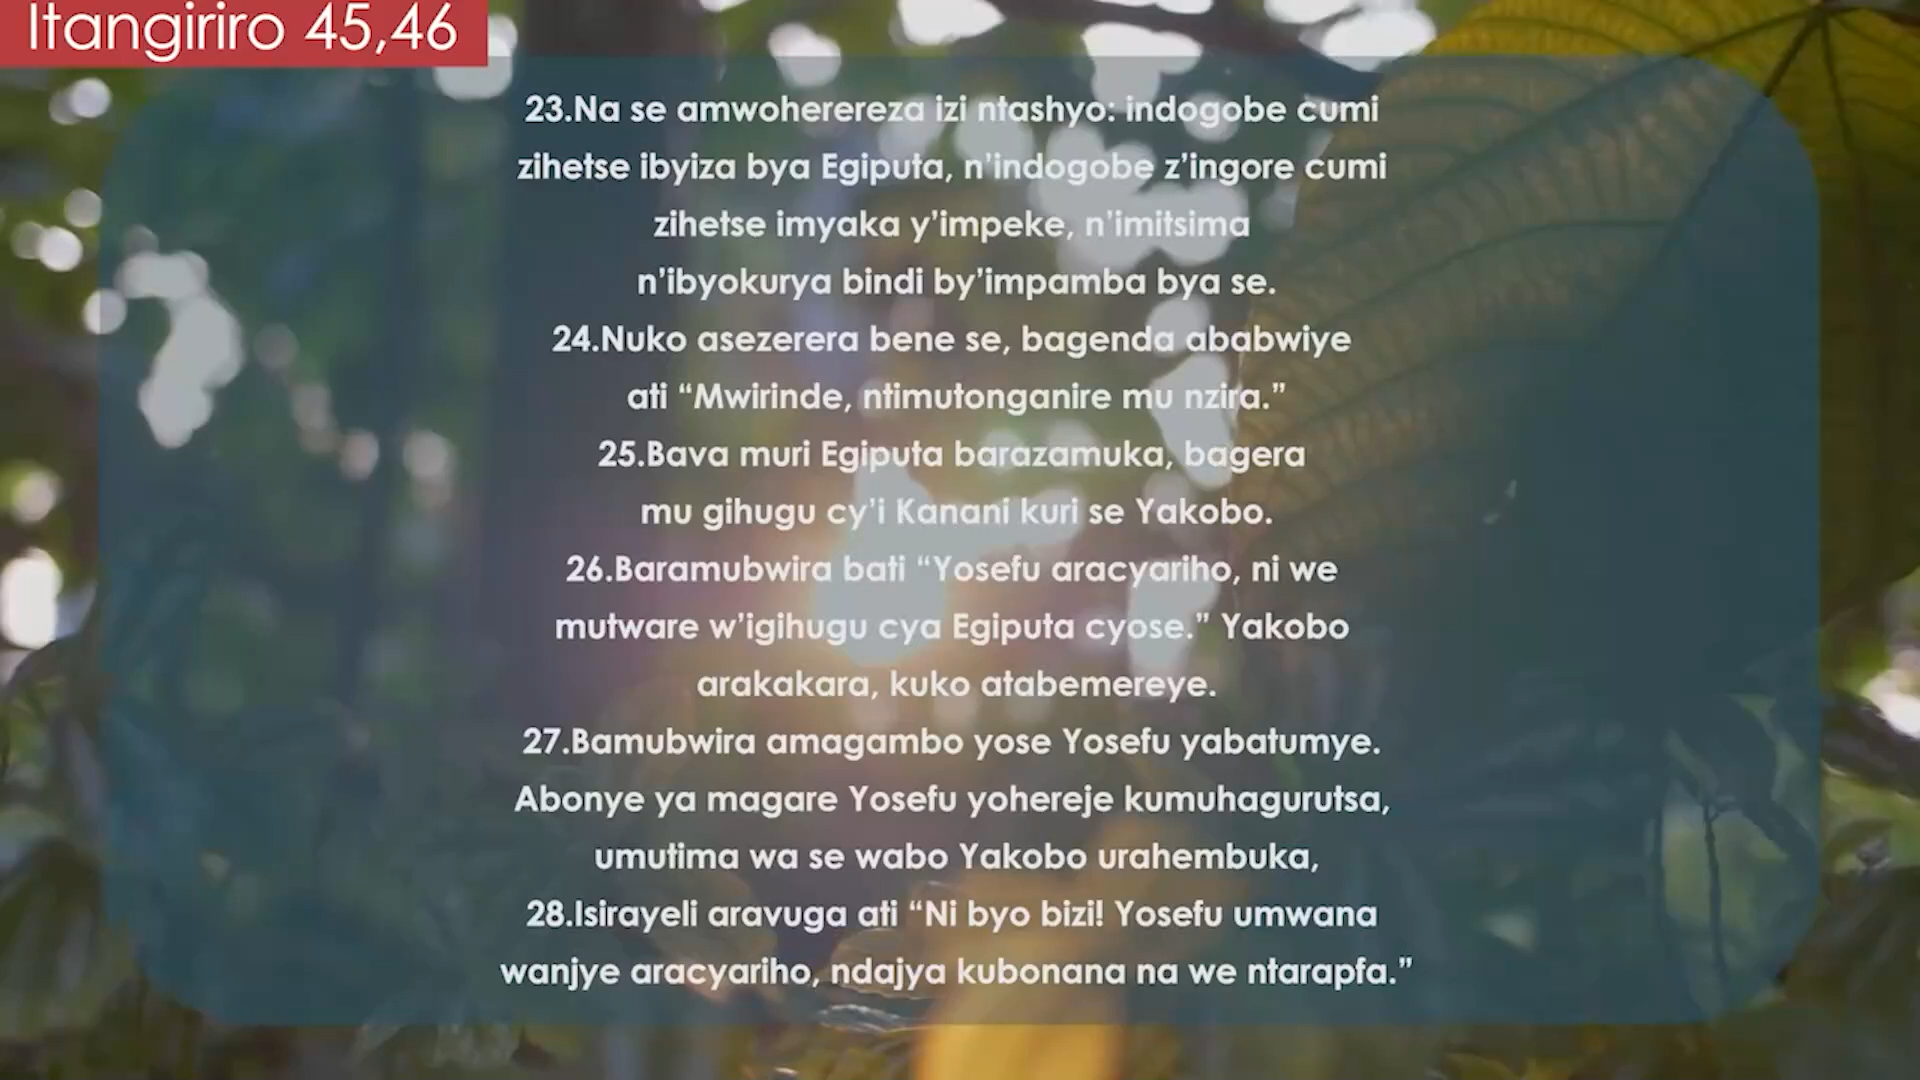 Itangiriro 45,46
23.Na se amwoherereza izi ntashyo: indogobe cumi
zihetse ibyiza bya Egiputa, n’indogobe z’ingore cumi
zihetse imyaka y’impeke, n’imitsima
n’ibyokurya bindi by’impamba bya se.
24.Nuko asezerera bene se, bagenda ababwiye
ati “Mwirinde, ntimutonganire mu nzira.”
25.Bava muri Egiputa barazamuka, bagera
mu gihugu cy’i Kanani kuri se Yakobo.
26.Baramubwira bati “Yosefu aracyariho, ni we
mutware w’igihugu cya Egiputa cyose.” Yakobo
arakakara, kuko atabemereye.
27.Bamubwira amagambo yose Yosefu yabatumye.
Abonye ya magare Yosefu yohereje kumuhagurutsa,
umutima wa se wabo Yakobo urahembuka,
28.Isirayeli aravuga ati “Ni byo bizi! Yosefu umwana
wanjye aracyariho, ndajya kubonana na we ntarapfa.”